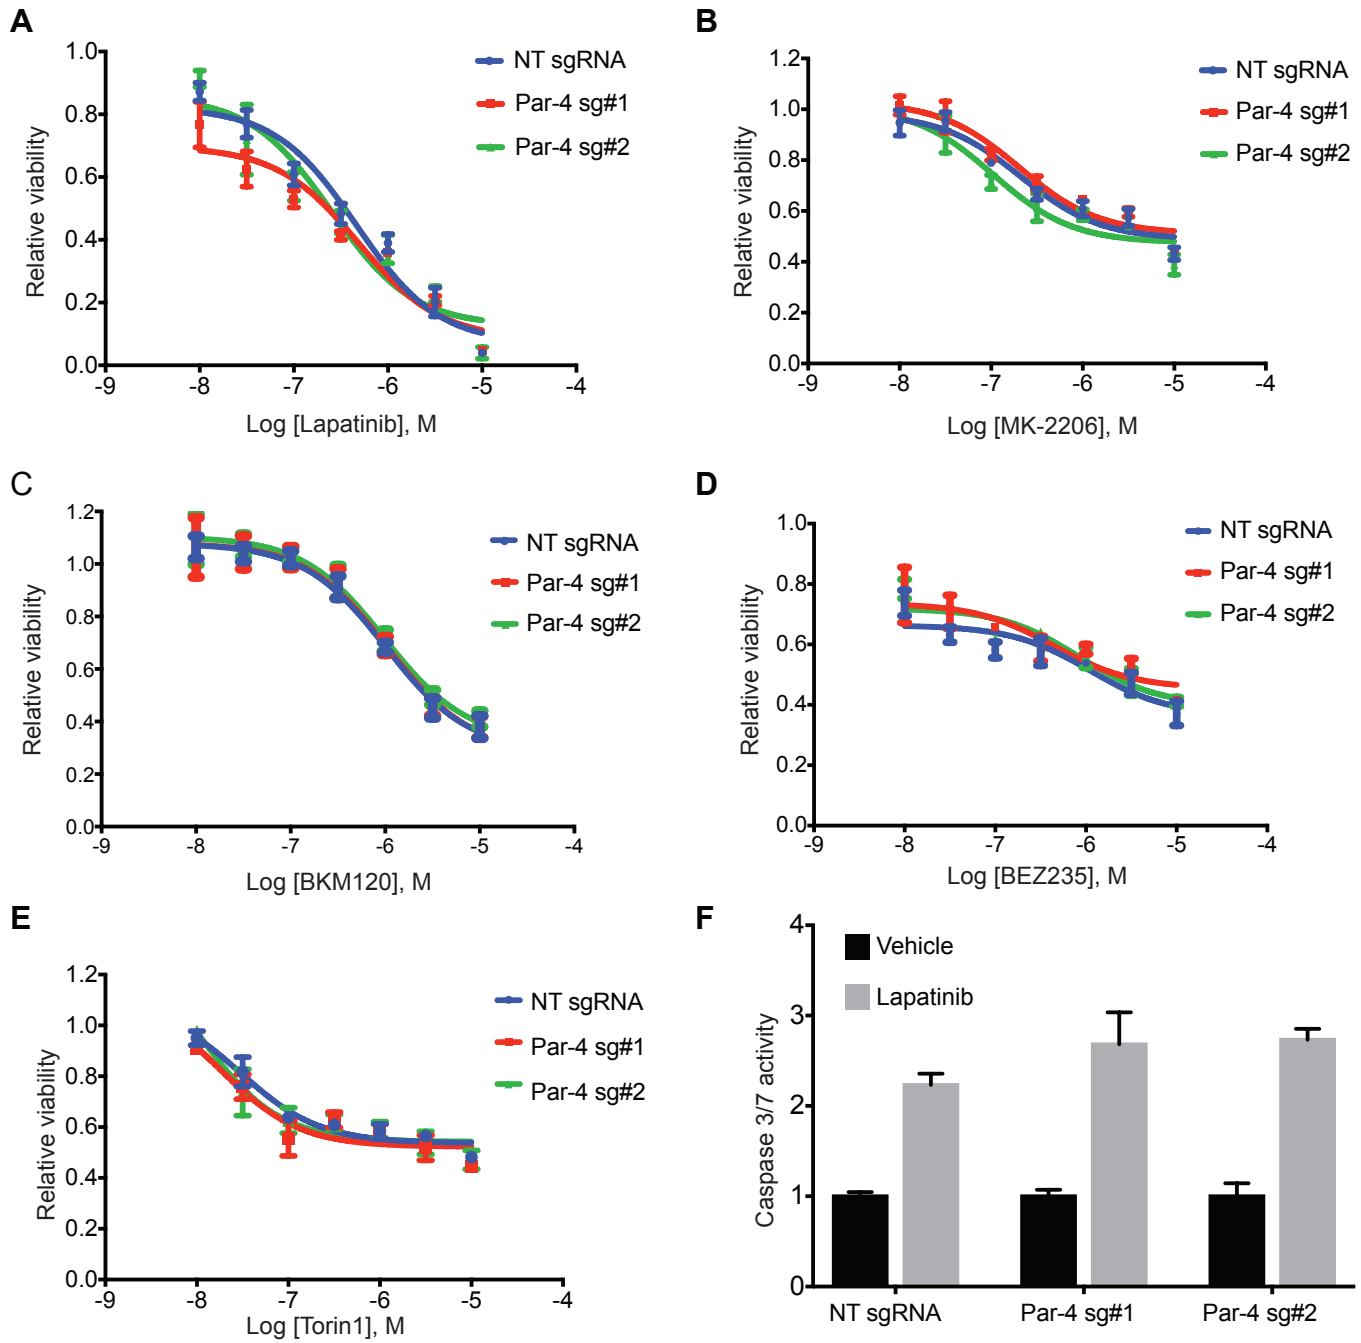 A
1.0
0.8
0.6
0.4
0.2
0.0
-9
-8
-7
-6
-5
-4
Relative viability
Log [Lapatinib], M
NT sgRNA
Par-4 sg#1
Par-4 sg#2
B
1.2
1.0
0.8
0.6
0.4
0.2
0.0
-9
-8
-7
-6
-5
-4
Relative viability
Log [MK-2206], M
NT sgRNA
Par-4 sg#1
Par-4 sg#2
C
1.2
1.0
0.8
0.6
0.4
0.2
0.0
-9
-8
-7
-6
-5
-4
Relative viability
Log [BKM120], M
NT sgRNA
Par-4 sg#1
Par-4 sg#2
D
1.0
0.8
0.6
0.4
0.2
0.0
-9
-8
-7
-6
-5
-4
Relative viability
Log [BEZ235], M
NT sgRNA
Par-4 sg#1
Par-4 sg#2
E
1.2
1.0
0.8
0.6
0.4
0.2
0.0
-9
-8
-7
-6
-5
-4
Relative viability
Log [Torin1], M
NT sgRNA
Par-4 sg#1
Par-4 sg#2
F
4
3
2
1
0
Caspase 3/7 activity
Vehicle
Lapatinib
NT sgRNA
Par-4 sg#1
Par-4 sg#2